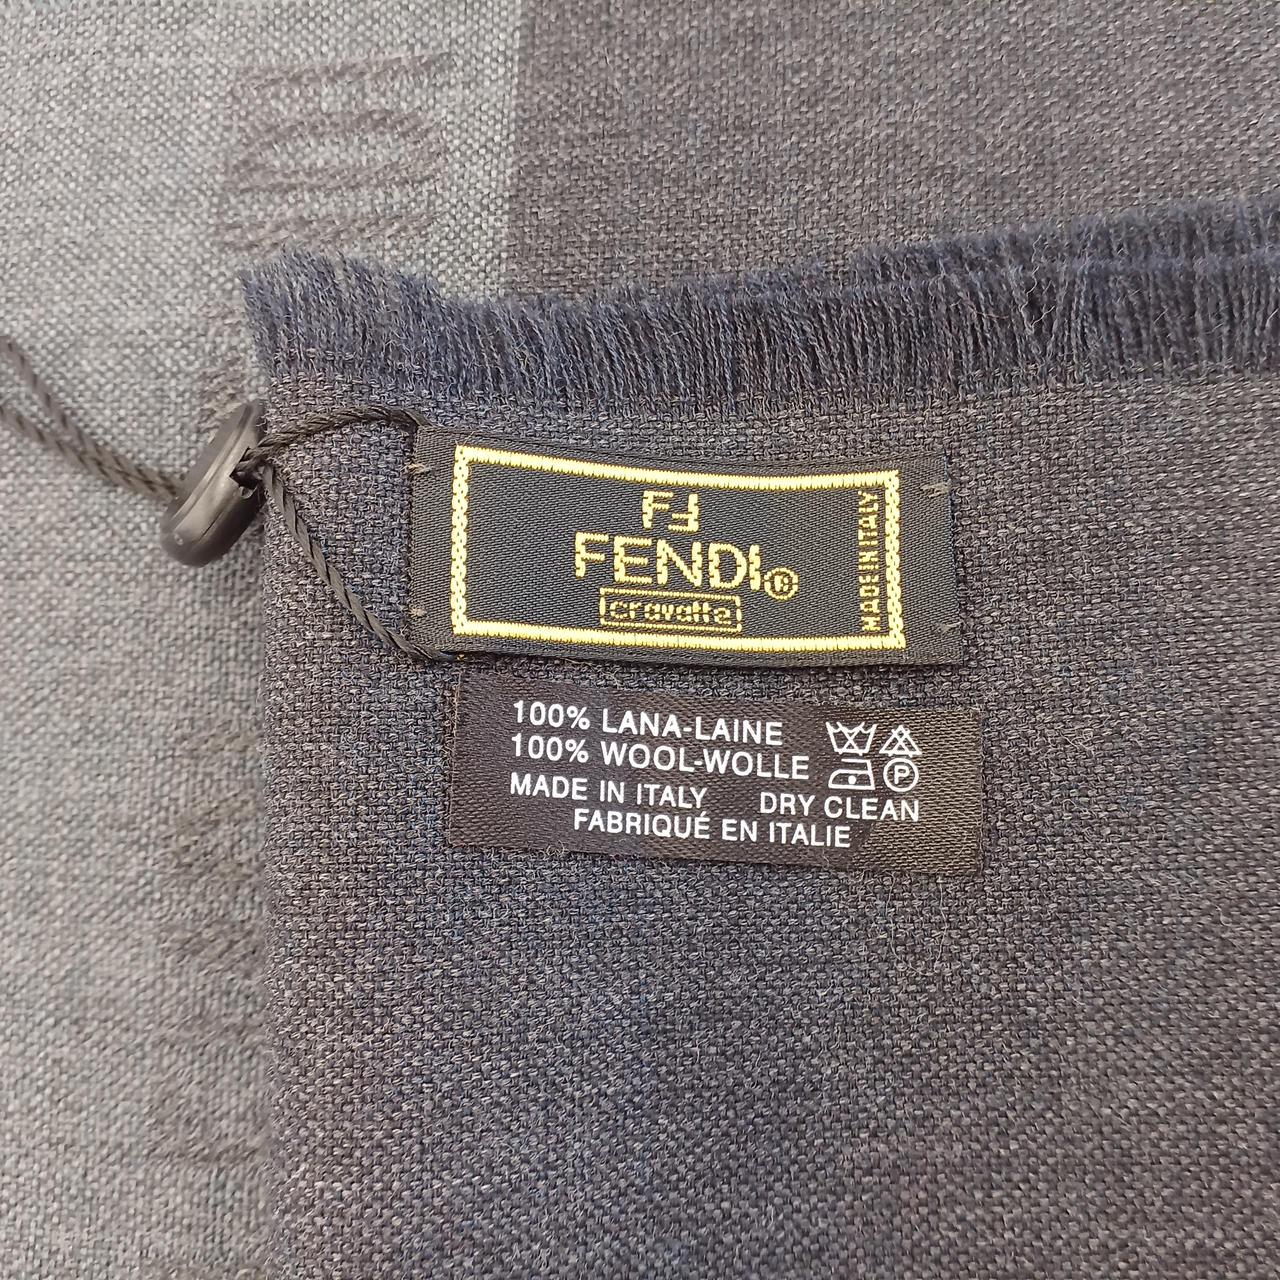 FF
FENDI®
cravatte
MADE IN ITALY
100% LANA-LAINE
100% WOOL-WOLLE
P
MADE IN ITALY DRY CLEAN
FABRIQUÉ EN ITALIE